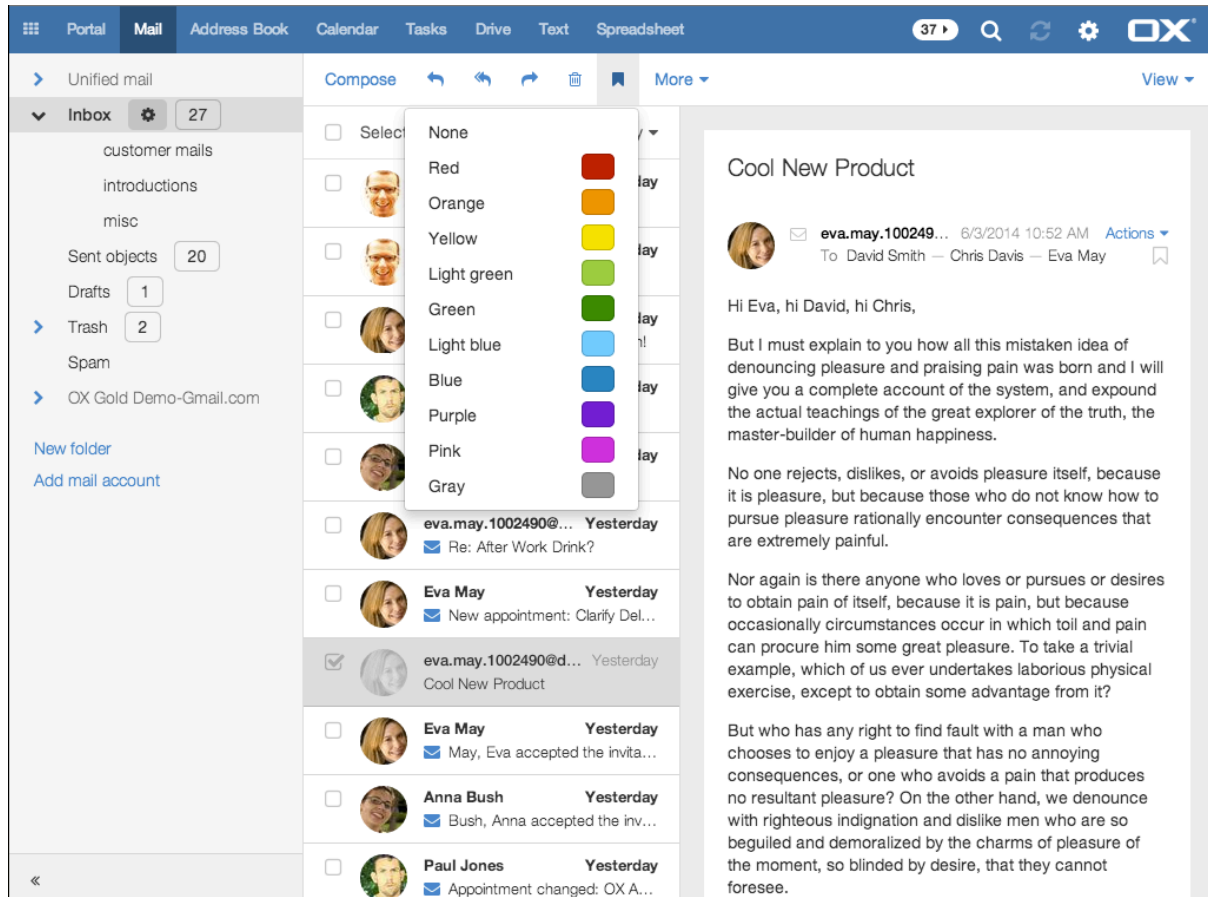 Portal Mail Address Book Calendar Tasks Drive Text Spreadsheet 37 OX
Unified mail
Inbox 27
customer mails
introductions
misc
Sent objects 20
Drafts 1
Trash 2
Spam
OX Gold Demo-Gmail.com
New folder
Add mail account
«
Compose More View
None
Red
Orange
Yellow
Light green
Green
Light blue
Blue
Purple
Pink
Gray
eva.may.1002490@... Yesterday
Re: After Work Drink?
Eva May Yesterday
New appointment: Clarify Del...
eva.may.1002490@d... Yesterday
Cool New Product
Eva May Yesterday
May, Eva accepted the invita...
Anna Bush Yesterday
Bush, Anna accepted the inv...
Paul Jones Yesterday
Appointment changed: OX A...
Cool New Product
eva.may.100249... 6/3/2014 10:52 AM Actions
To David Smith — Chris Davis — Eva May
Hi Eva, hi David, hi Chris,
But I must explain to you how all this mistaken idea of
denouncing pleasure and praising pain was born and I will
give you a complete account of the system, and expound
the actual teachings of the great explorer of the truth, the
master-builder of human happiness.
No one rejects, dislikes, or avoids pleasure itself, because
it is pleasure, but because those who do not know how to
pursue pleasure rationally encounter consequences that
are extremely painful.
Nor again is there anyone who loves or pursues or desires
to obtain pain of itself, because it is pain, but because
occasionally circumstances occur in which toil and pain
can procure him some great pleasure. To take a trivial
example, which of us ever undertakes laborious physical
exercise, except to obtain some advantage from it?
But who has any right to find fault with a man who
chooses to enjoy a pleasure that has no annoying
consequences, or one who avoids a pain that produces
no resultant pleasure? On the other hand, we denounce
with righteous indignation and dislike men who are so
beguiled and demoralized by the charms of pleasure of
the moment, so blinded by desire, that they cannot
foresee.